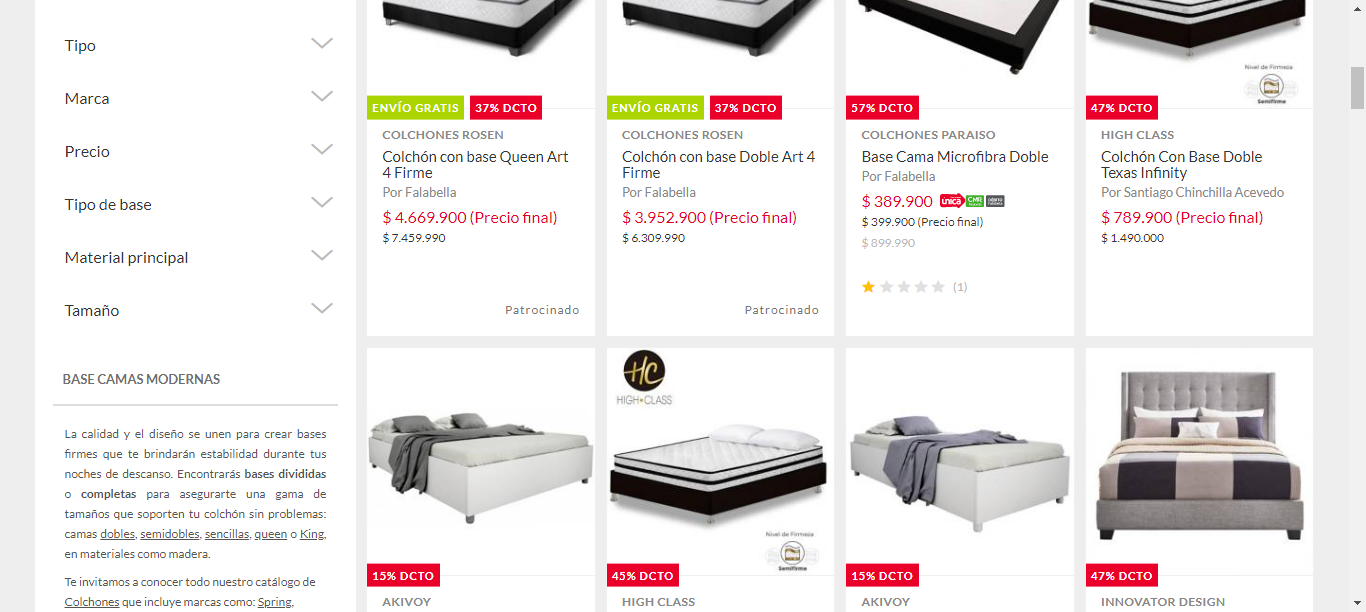 Tipo
Marca
Precio
Tipo de base
Material principal
Tamaño
BASE CAMAS MODERNAS
La calidad y el diseño se unen para crear bases
firmes que te brindarán estabilidad durante tus
noches de descanso. Encontrarás bases divididas
o completas para asegurarte una gama de
tamaños que soporten tu colchón sin problemas:
camas dobles, semidobles, sencillas, queen o King,
en materiales como madera.
Te invitamos a conocer todo nuestro catálogo de
Colchones que incluye marcas como: Spring,
ENVÍO GRATIS 37% DCTO
COLCHONES ROSEN
Colchón con base Queen Art
4 Firme
Por Falabella
$ 4.669.900 (Precio final)
$ 7.459.990
Patrocinado
ENVÍO GRATIS 37% DCTO
COLCHONES ROSEN
Colchón con base Doble Art 4
Firme
Por Falabella
$ 3.952.900 (Precio final)
$ 6.309.990
Patrocinado
57% DCTO
COLCHONES PARAISO
Base Cama Microfibra Doble
Por Falabella
$ 389.900 unica CMR
$ 399.900 (Precio final)
$ 899.990
(1)
Nivel de Firmeza
Semifirme
47% DCTO
HIGH CLASS
Colchón Con Base Doble
Texas Infinity
Por Santiago Chinchilla Acevedo
$ 789.900 (Precio final)
$ 1.490.000
15% DCTO
AKIVOY
HC
HIGH CLASS
Nivel de Firmeza
Semifirme
45% DCTO
HIGH CLASS
15% DCTO
AKIVOY
47% DCTO
INNOVATOR DESIGN